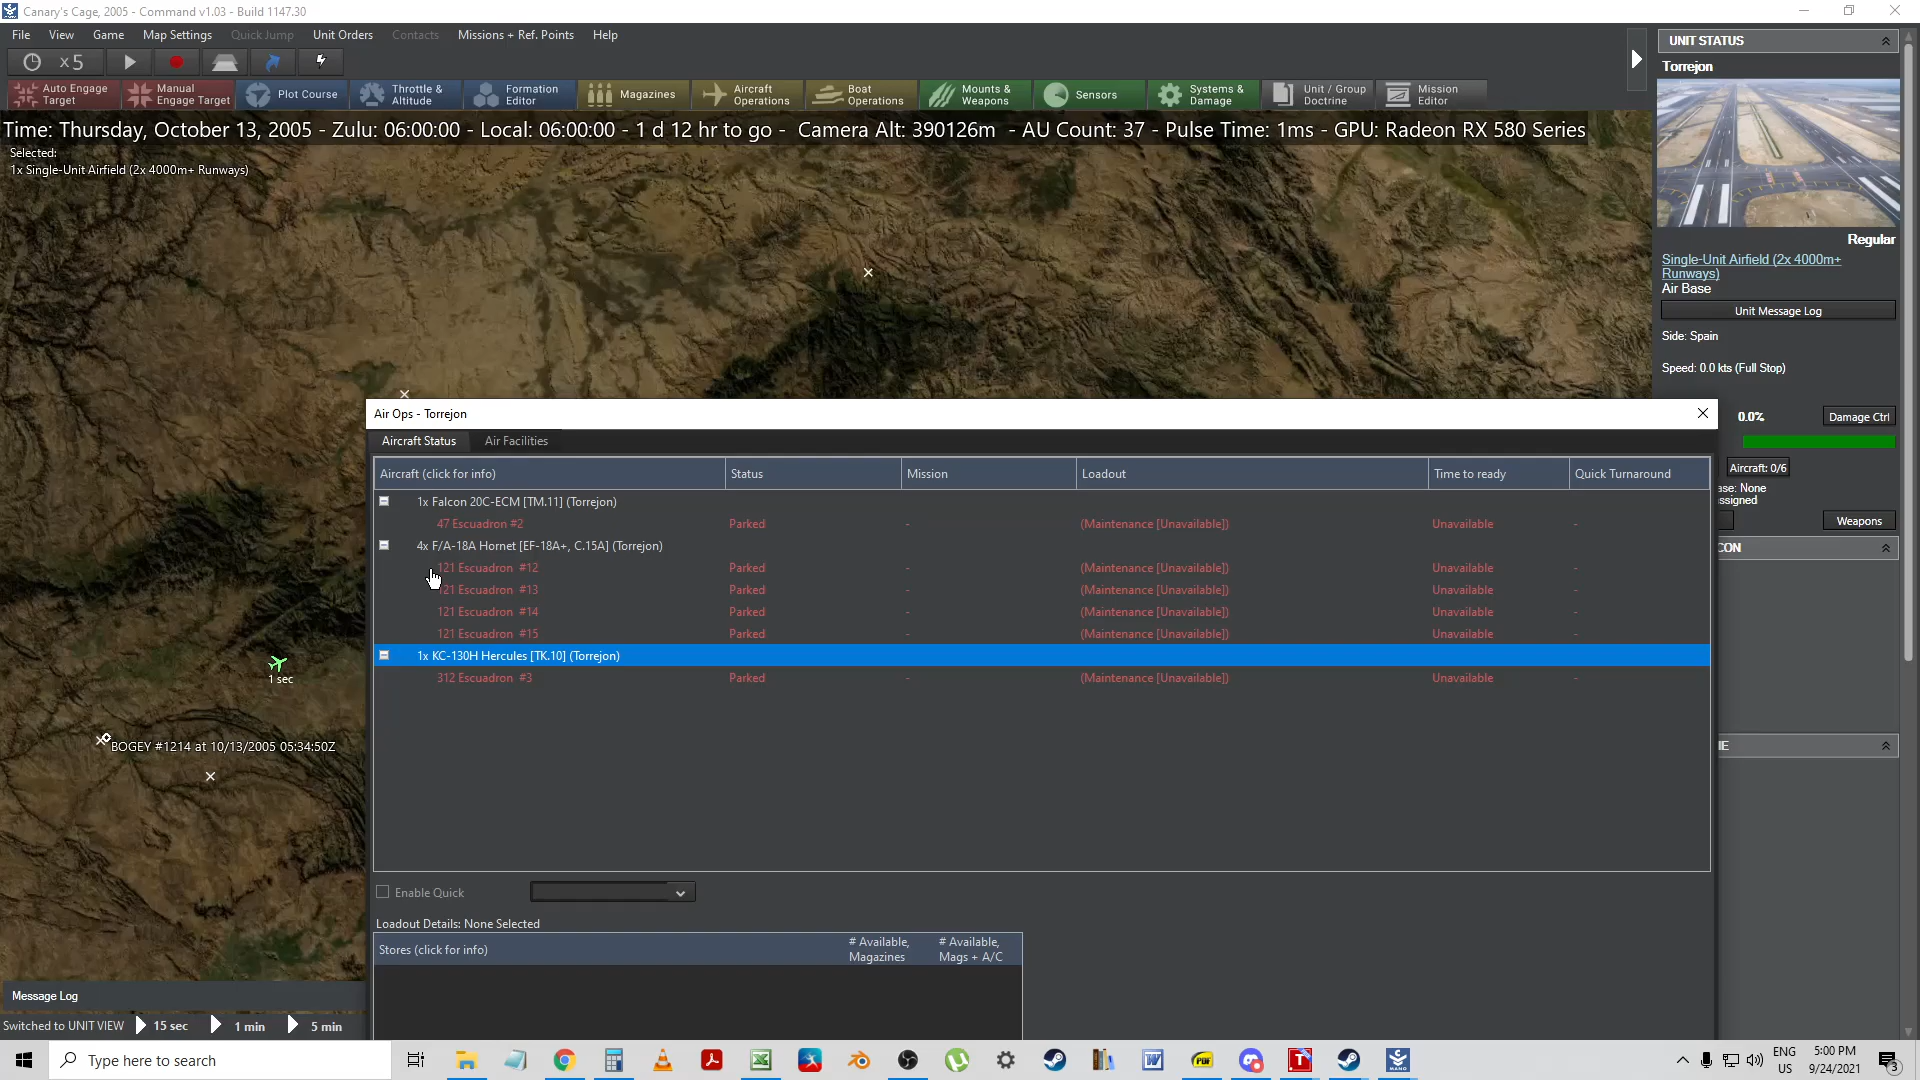 Canary's Cage, 2005 - Command v1.03 - Build 1147.30
File View Game Map Settings Quick Jump Unit Orders Contacts Missions + Ref. Points Help
x 5
Auto Engage Target
Manual Engage Target
Plot Course
Throttle & Altitude
Formation Editor
Magazines
Aircraft Operations
Boat Operations
Mounts & Weapons
Sensors
Systems & Damage
Unit / Group Doctrine
Mission Editor
Time: Thursday, October 13, 2005 - Zulu: 06:00:00 - Local: 06:00:00 - 1 d 12 hr to go - Camera Alt: 390126m - AU Count: 37 - Pulse Time: 1ms - GPU: Radeon RX 580 Series
Selected:
1x Single-Unit Airfield (2x 4000m+ Runways)
UNIT STATUS
Torrejon
Regular
Single-Unit Airfield (2x 4000m+
Runways)
Air Base
Unit Message Log
Side: Spain
Speed: 0.0 kts (Full Stop)
0.0% Damage Ctrl
Aircraft: 0/6
ase: None
ssigned
Weapons
CON
IE
Air Ops - Torrejon
Aircraft Status Air Facilities
Aircraft (click for info) Status Mission Loadout Time to ready Quick Turnaround
1x Falcon 20C-ECM [TM.11] (Torrejon)
47 Escuadron #2 Parked - (Maintenance [Unavailable]) Unavailable -
4x F/A-18A Hornet [EF-18A+, C.15A] (Torrejon)
121 Escuadron #12 Parked - (Maintenance [Unavailable]) Unavailable -
121 Escuadron #13 Parked - (Maintenance [Unavailable]) Unavailable -
121 Escuadron #14 Parked - (Maintenance [Unavailable]) Unavailable -
121 Escuadron #15 Parked - (Maintenance [Unavailable]) Unavailable -
1x KC-130H Hercules [TK.10] (Torrejon)
312 Escuadron #3 Parked - (Maintenance [Unavailable]) Unavailable -
Enable Quick
Loadout Details: None Selected
Stores (click for info) # Available, Magazines # Available, Mags + A/C
1 sec
BOGEY #1214 at 10/13/2005 05:34:50Z
Message Log
Switched to UNIT VIEW 15 sec 1 min 5 min
Type here to search
PDF
MANO
ENG
US
5:00 PM
9/24/2021
3